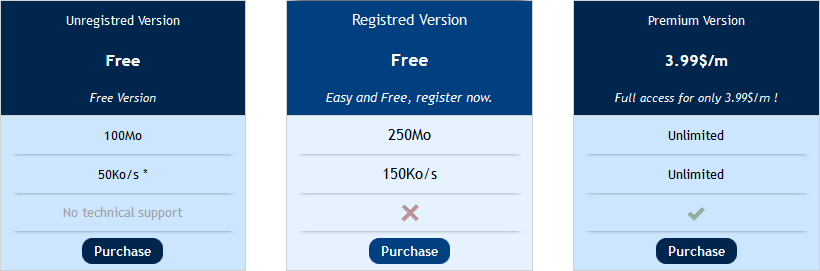 Unregistred Version
Free
Free Version
100Mo
50Ko/s *
No technical support
Purchase
Registred Version
Free
Easy and Free, register now.
250Mo
150Ko/s
Purchase
Premium Version
3.99$/m
Full access for only 3.99$/m !
Unlimited
Unlimited
Purchase